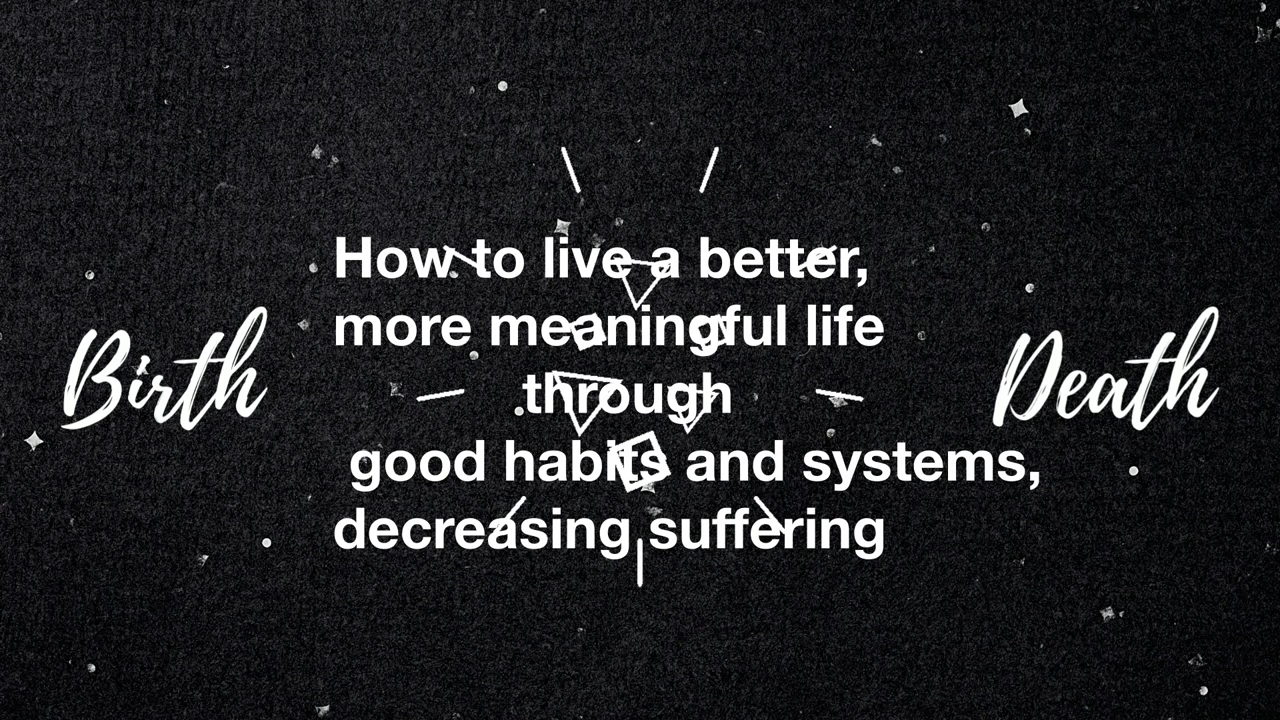 How to live a better,
more meaningful life
through
good habits and systems,
decreasing suffering
Birth
Death